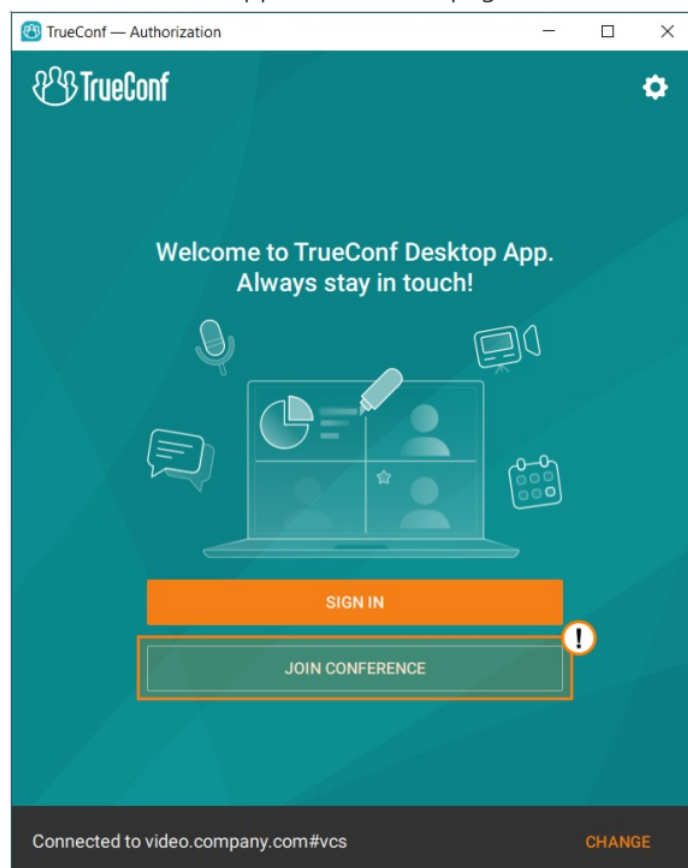 TrueConf — Authorization
TrueConf
Welcome to TrueConf Desktop App.
Always stay in touch!
SIGN IN
!
JOIN CONFERENCE
Connected to video.company.com#vcs
CHANGE